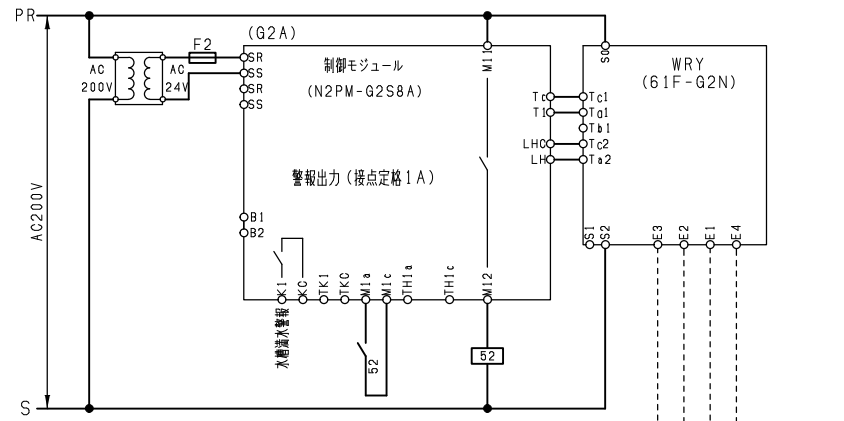 PR
(G2A)
F2
SR
SS
SR
SS
AC
200V
AC
24V
制御モジュール
(N2PM-G2S8A)
M11
S0
WRY
(61F-G2N)
Tc
T1
LHC
LH
Tc1
Ta1
Tb1
Tc2
Ta2
警報出力(接点定格1A)
AC200V
B1
B2
S1
S2
E3
E2
E1
E4
K1
KC
TK1
TKC
M1a
M1c
TH1a
TH1c
M12
水槽満水警報
52
52
S